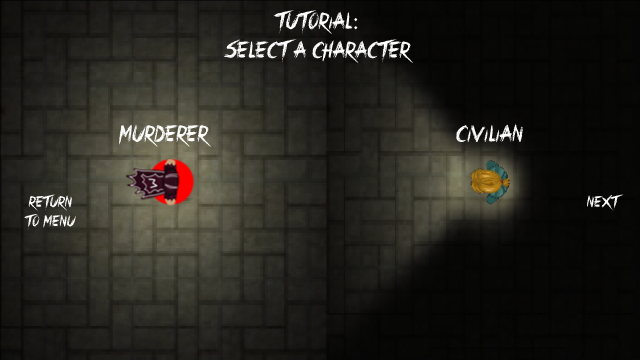 TUTORIAL:
SELECT A CHARACTER
MURDERER
CIVILIAN
RETURN
TO MENU
NEXT